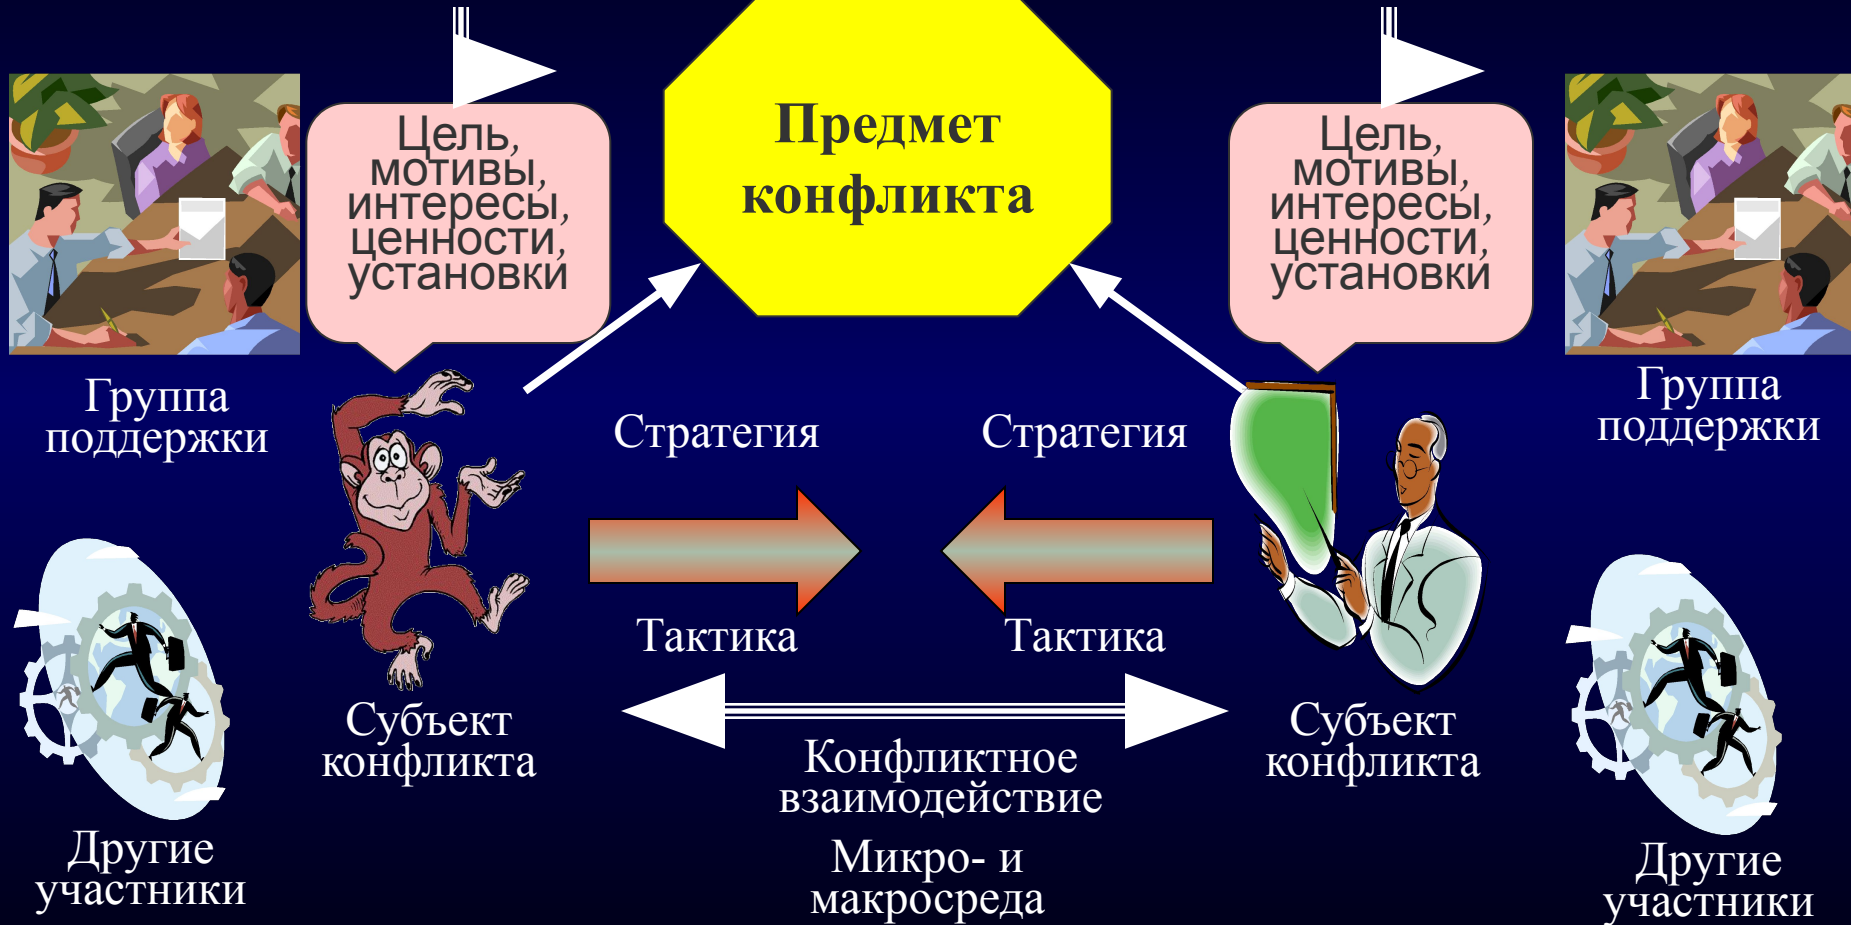 Предмет
конфликта
Цель,
мотивы,
интересы,
ценности,
установки
Цель,
мотивы,
интересы,
ценности,
установки
Группа
поддержки
Группа
поддержки
Стратегия
Стратегия
Тактика
Тактика
Субъект
конфликта
Субъект
конфликта
Конфликтное
взаимодействие
Другие
участники
Микро- и
макросреда
Другие
участники